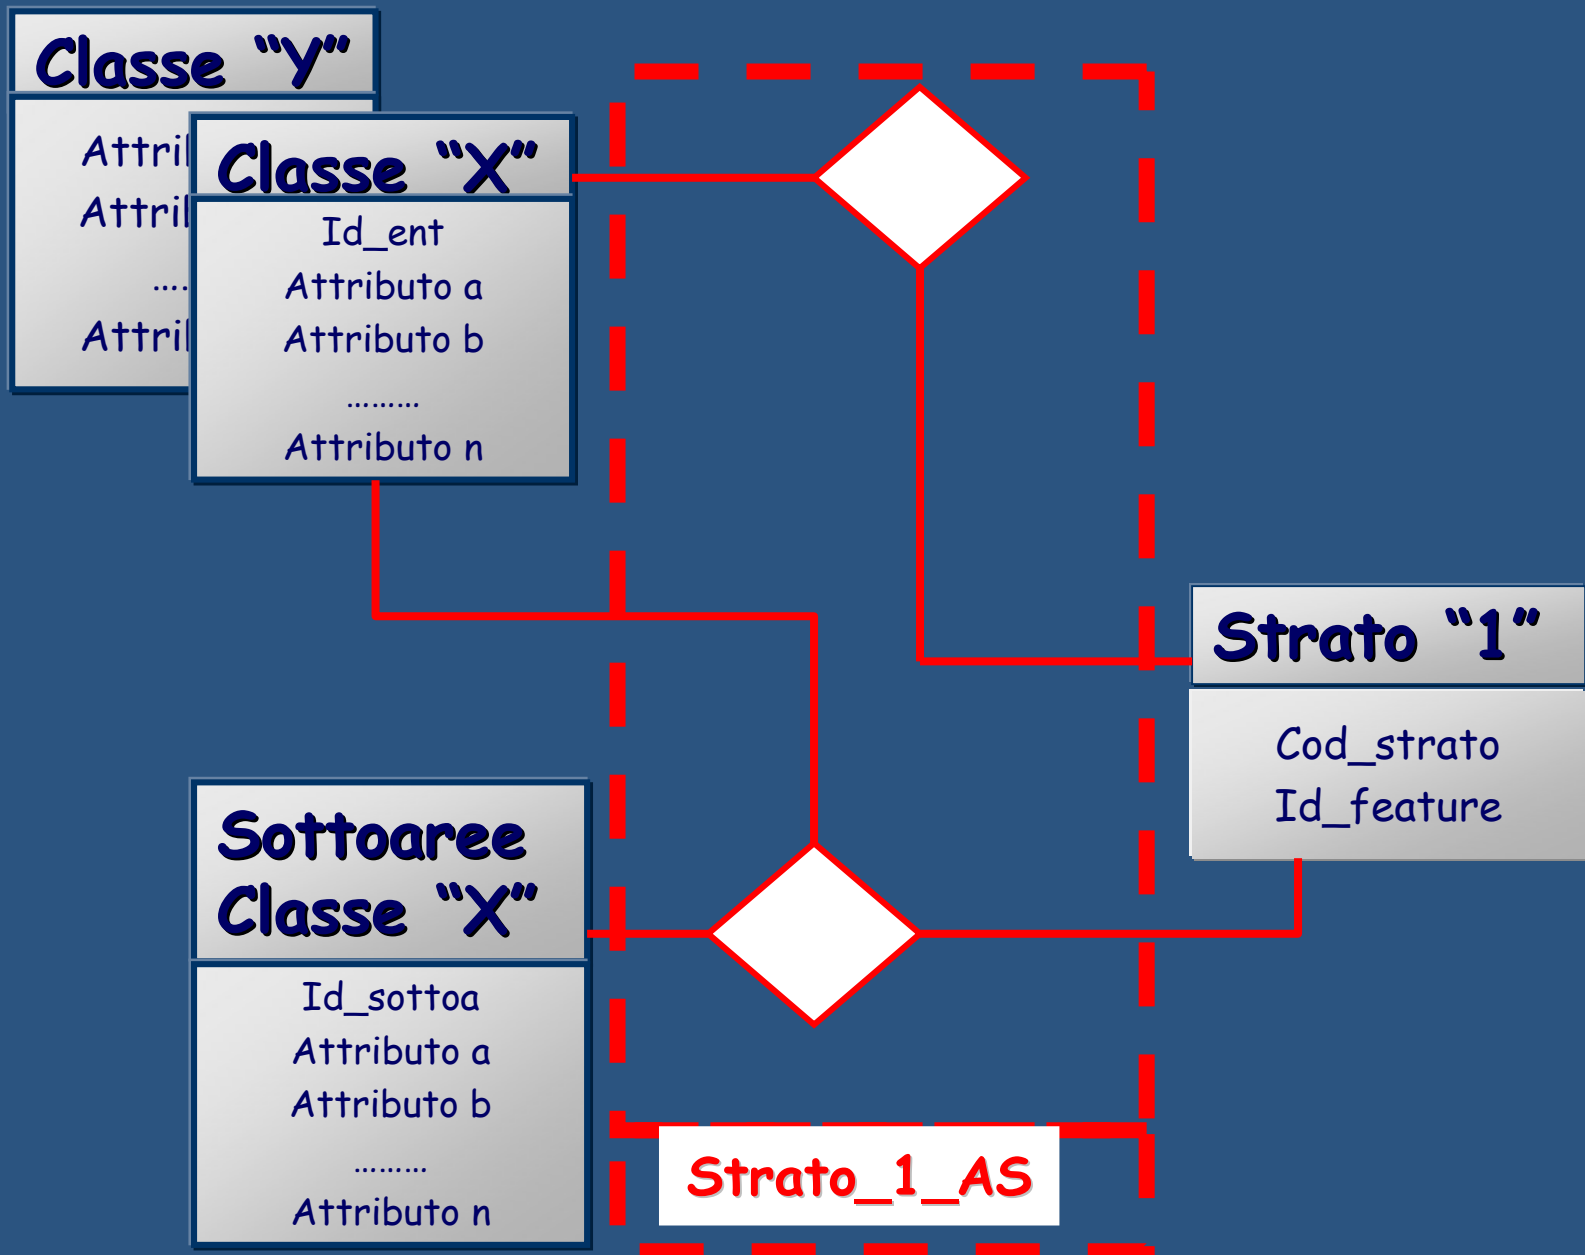 Classe “Y”
Attri
Attri
….
Attri
Classe “X”
Id_ent
Attributo a
Attributo b
………
Attributo n
Strato “1”
Cod_strato
Id_feature
Sottoaree
Classe “X”
Id_sottoa
Attributo a
Attributo b
………
Attributo n
Strato_1_AS